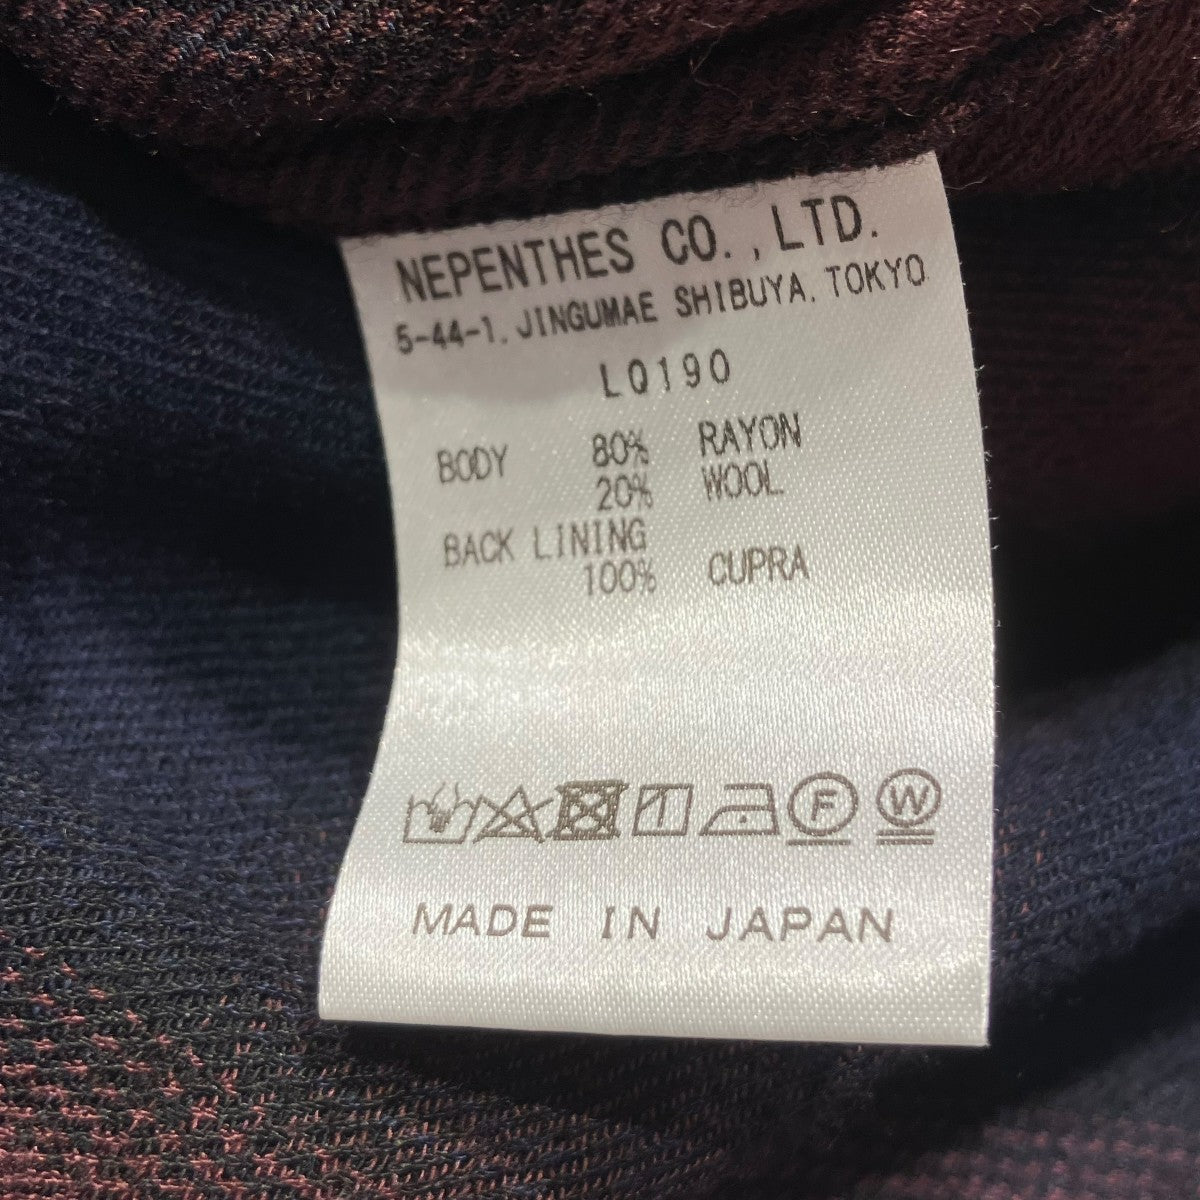 NEPENTHES CO.,LTD.
5-44-1. JINGUMAE SHIBUYA. TOKYO
LQ190
BODY 80% RAYON
20% WOOL
BACK LINING
100% CUPRA
F W
MADE IN JAPAN